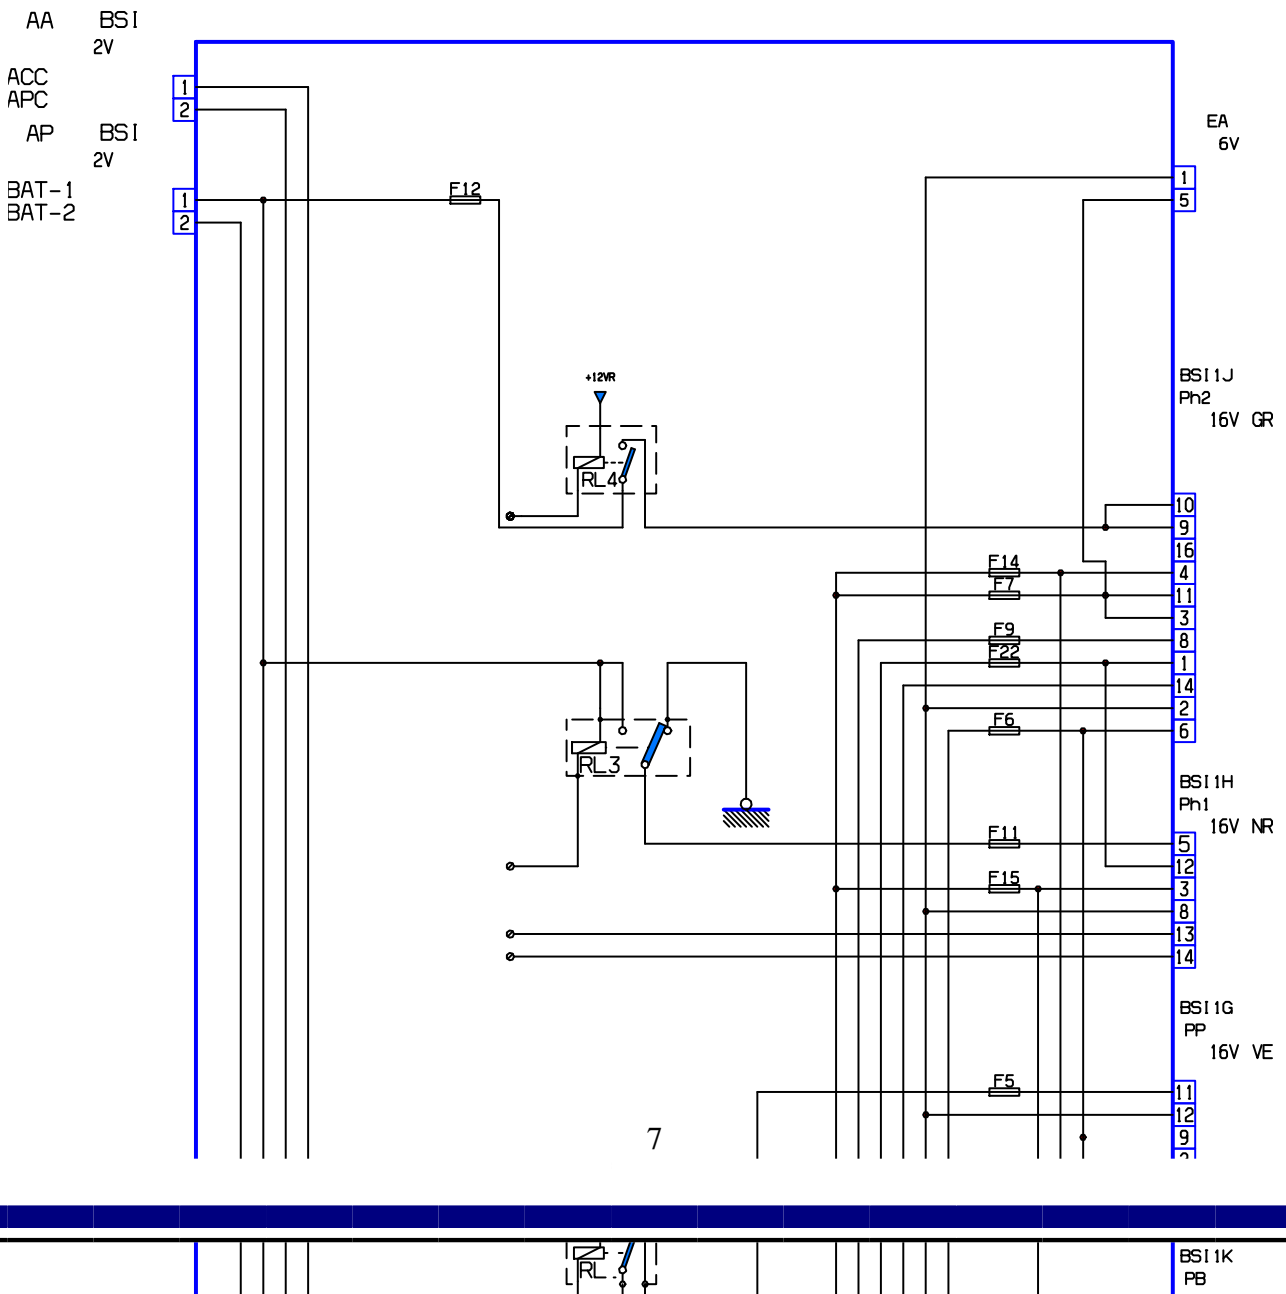 AA BSI
2V
ACC 1
APC 2
AP BSI
2V
BAT-1 1
BAT-2 2
F12
EA
6V
1
5
+12VR
RL4
BSI1J
Ph2
16V GR
10
9
16
F14 4
F7 11
3
F9 8
F22 1
14
2
F6 6
RL3
BSI1H
Ph1
16V NR
F11 5
12
F15 3
8
13
14
BSI1G
PP
16V VE
F5 11
12
9
7
RL
BSI1K
PB